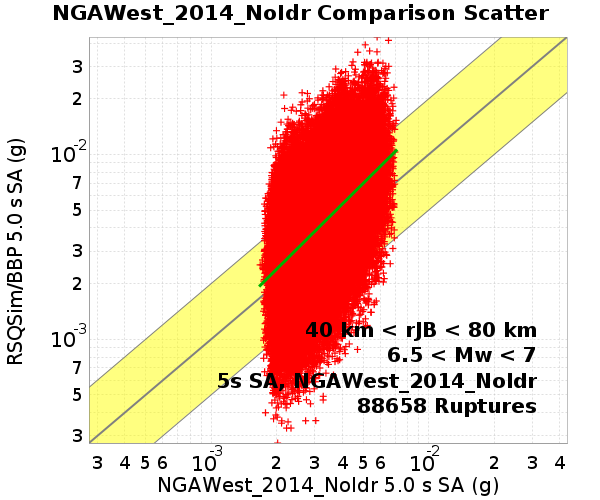 NGAWest_2014_NoIdr Comparison Scatter
RSQSim/BBP 5.0 s SA (g)
3
2
10-2
7
5
3
2
10-3
7
5
3
40 km < rJB < 80 km
6.5 < Mw < 7
5s SA, NGAWest_2014_NoIdr
88658 Ruptures
3 4 5 6 10-3 2 3 4 5 6 10-2 2 3 4
NGAWest_2014_NoIdr 5.0 s SA (g)